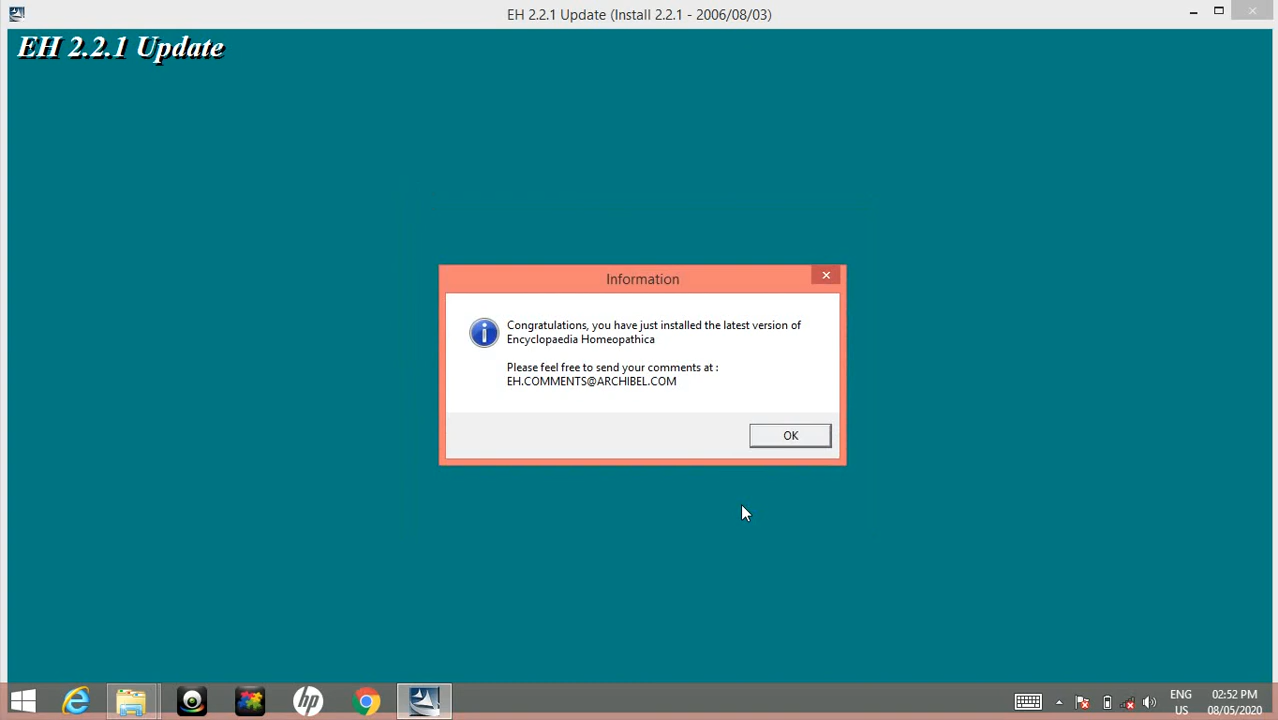 EH 2.2.1 Update (Install 2.2.1 - 2006/08/03)
EH 2.2.1 Update
Information
Congratulations, you have just installed the latest version of
Encyclopaedia Homeopathica
Please feel free to send your comments at :
EH.COMMENTS@ARCHIBEL.COM
OK
hp
ENG
US
02:52 PM
08/05/2020